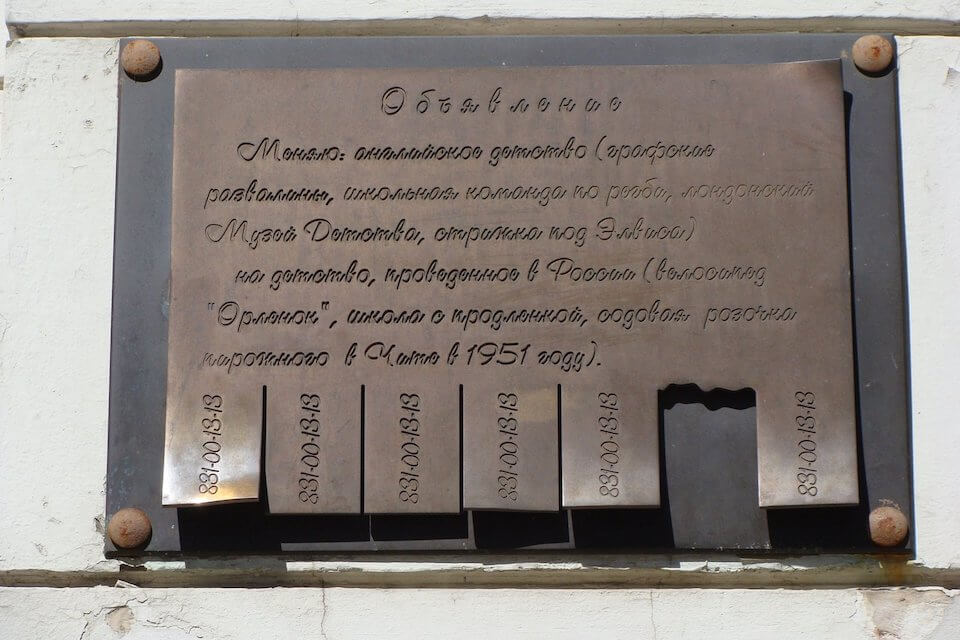 Объявление
Меняю: английское детство (графские
развалины, школьная команда по регби, лондонский
Музей Детства, стрижка под Элвиса)
на детство, проведенное в России (велосипед
"Орленок", школа с продленкой, содовая розочка
пирожного в Чите в 1951 году).
831-00-13-13
831-00-13-13
831-00-13-13
831-00-13-13
831-00-13-13
831-00-13-13